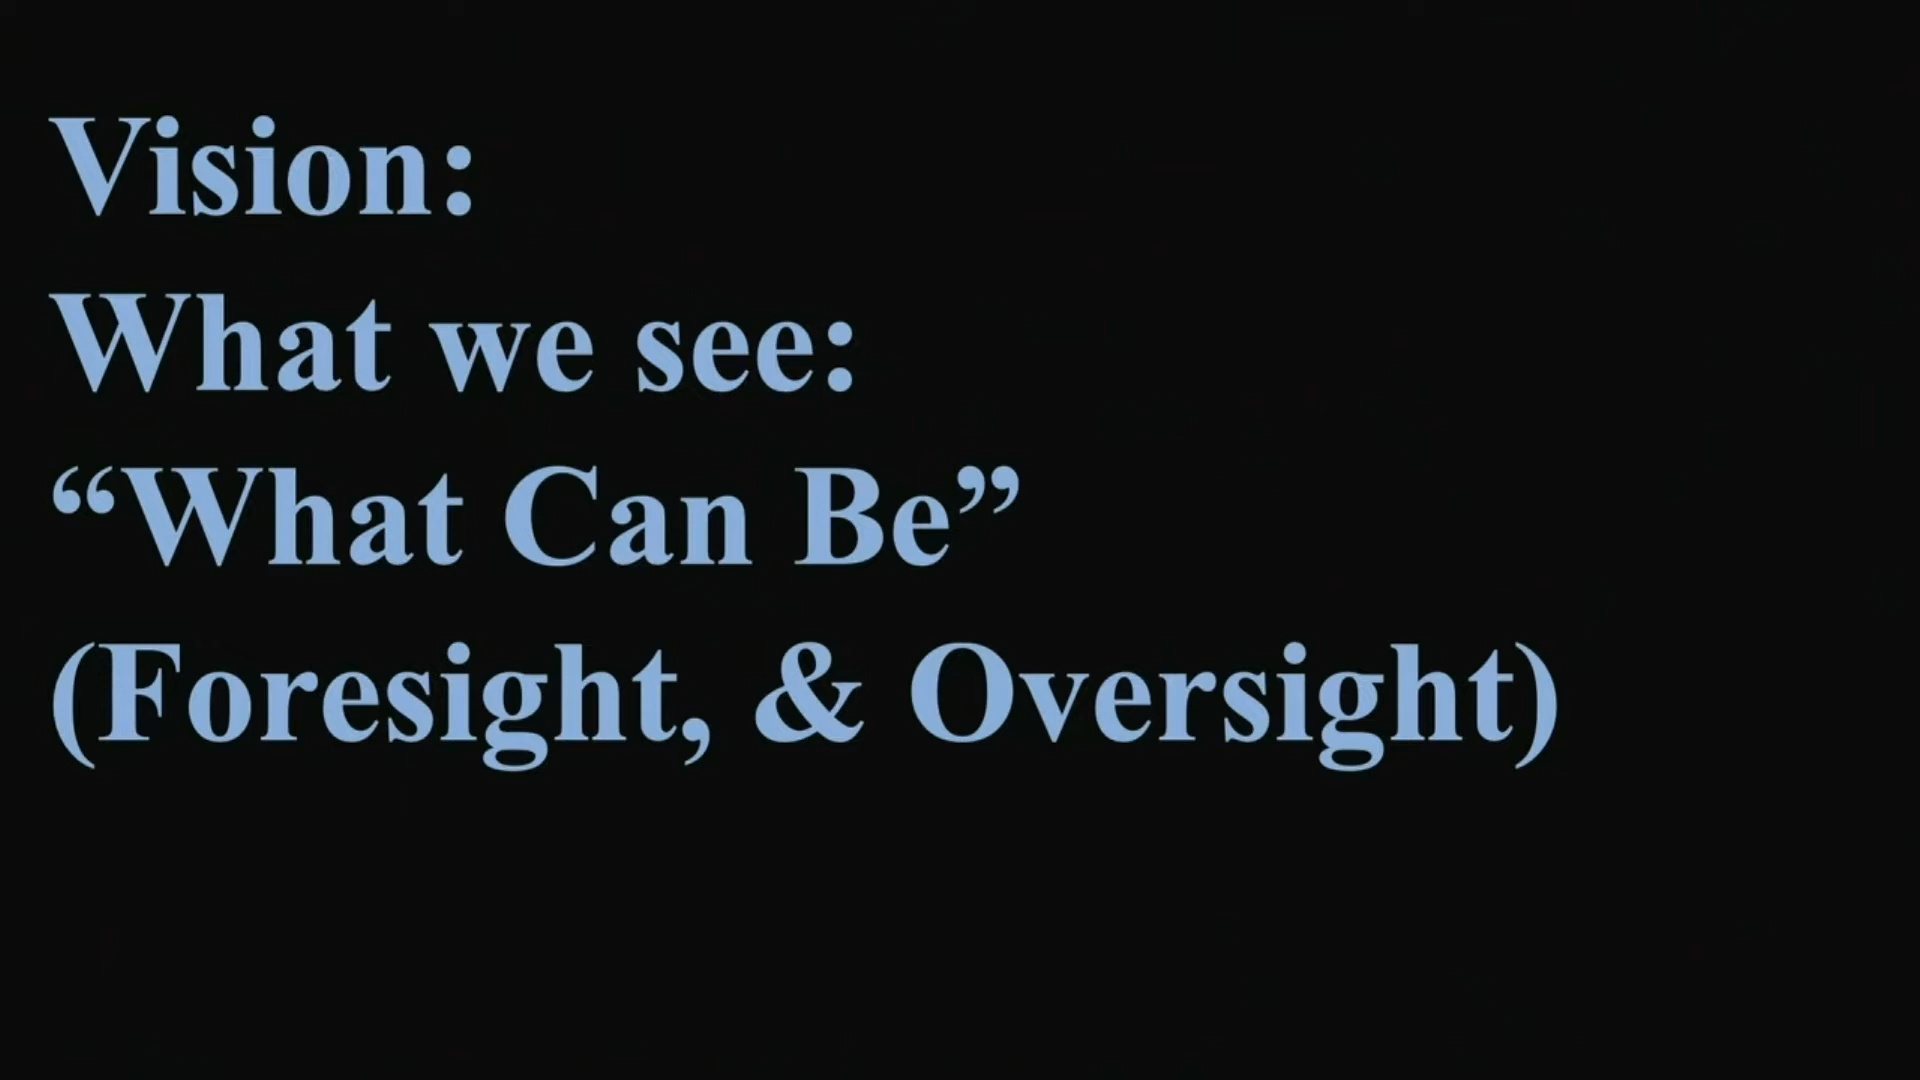 Vision:
What we see:
“What Can Be”
(Foresight, & Oversight)